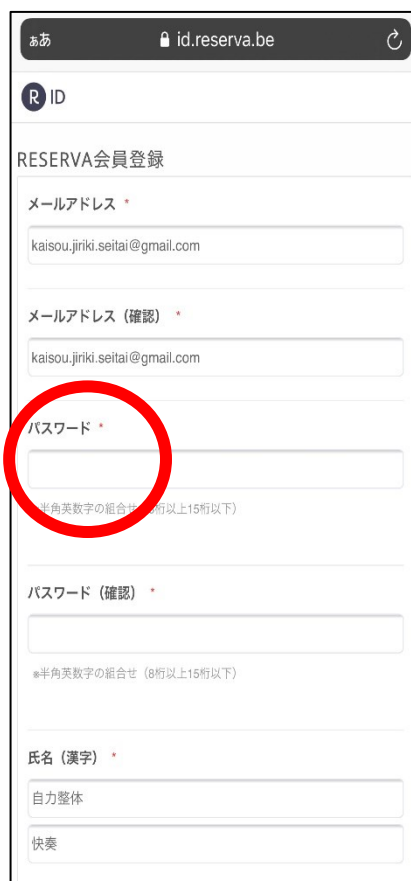 ぁあ id.reserva.be
R ID
RESERVA会員登録
メールアドレス *
kaisou.jiriki.seitai@gmail.com
メールアドレス（確認） *
kaisou.jiriki.seitai@gmail.com
パスワード *
半角英数字の組合せ 桁以上15桁以下）
パスワード（確認） *
※半角英数字の組合せ（8桁以上15桁以下）
氏名（漢字） *
自力整体
快奏